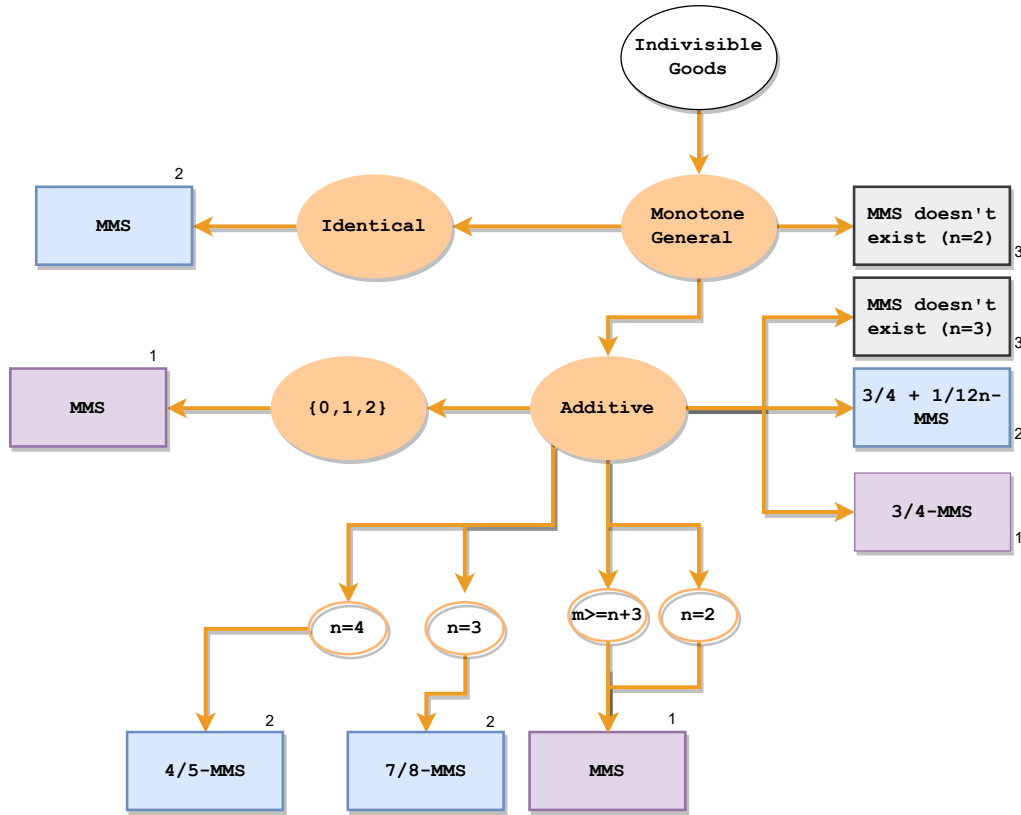 Indivisible
Goods
2
MMS
Identical
Monotone
General
MMS doesn't
exist (n=2)
3
MMS doesn't
exist (n=3)
3
1
MMS
{0,1,2}
Additive
3/4 + 1/12n-
MMS
2
3/4-MMS
1
n=4
n=3
m>=n+3
n=2
2
4/5-MMS
2
7/8-MMS
1
MMS